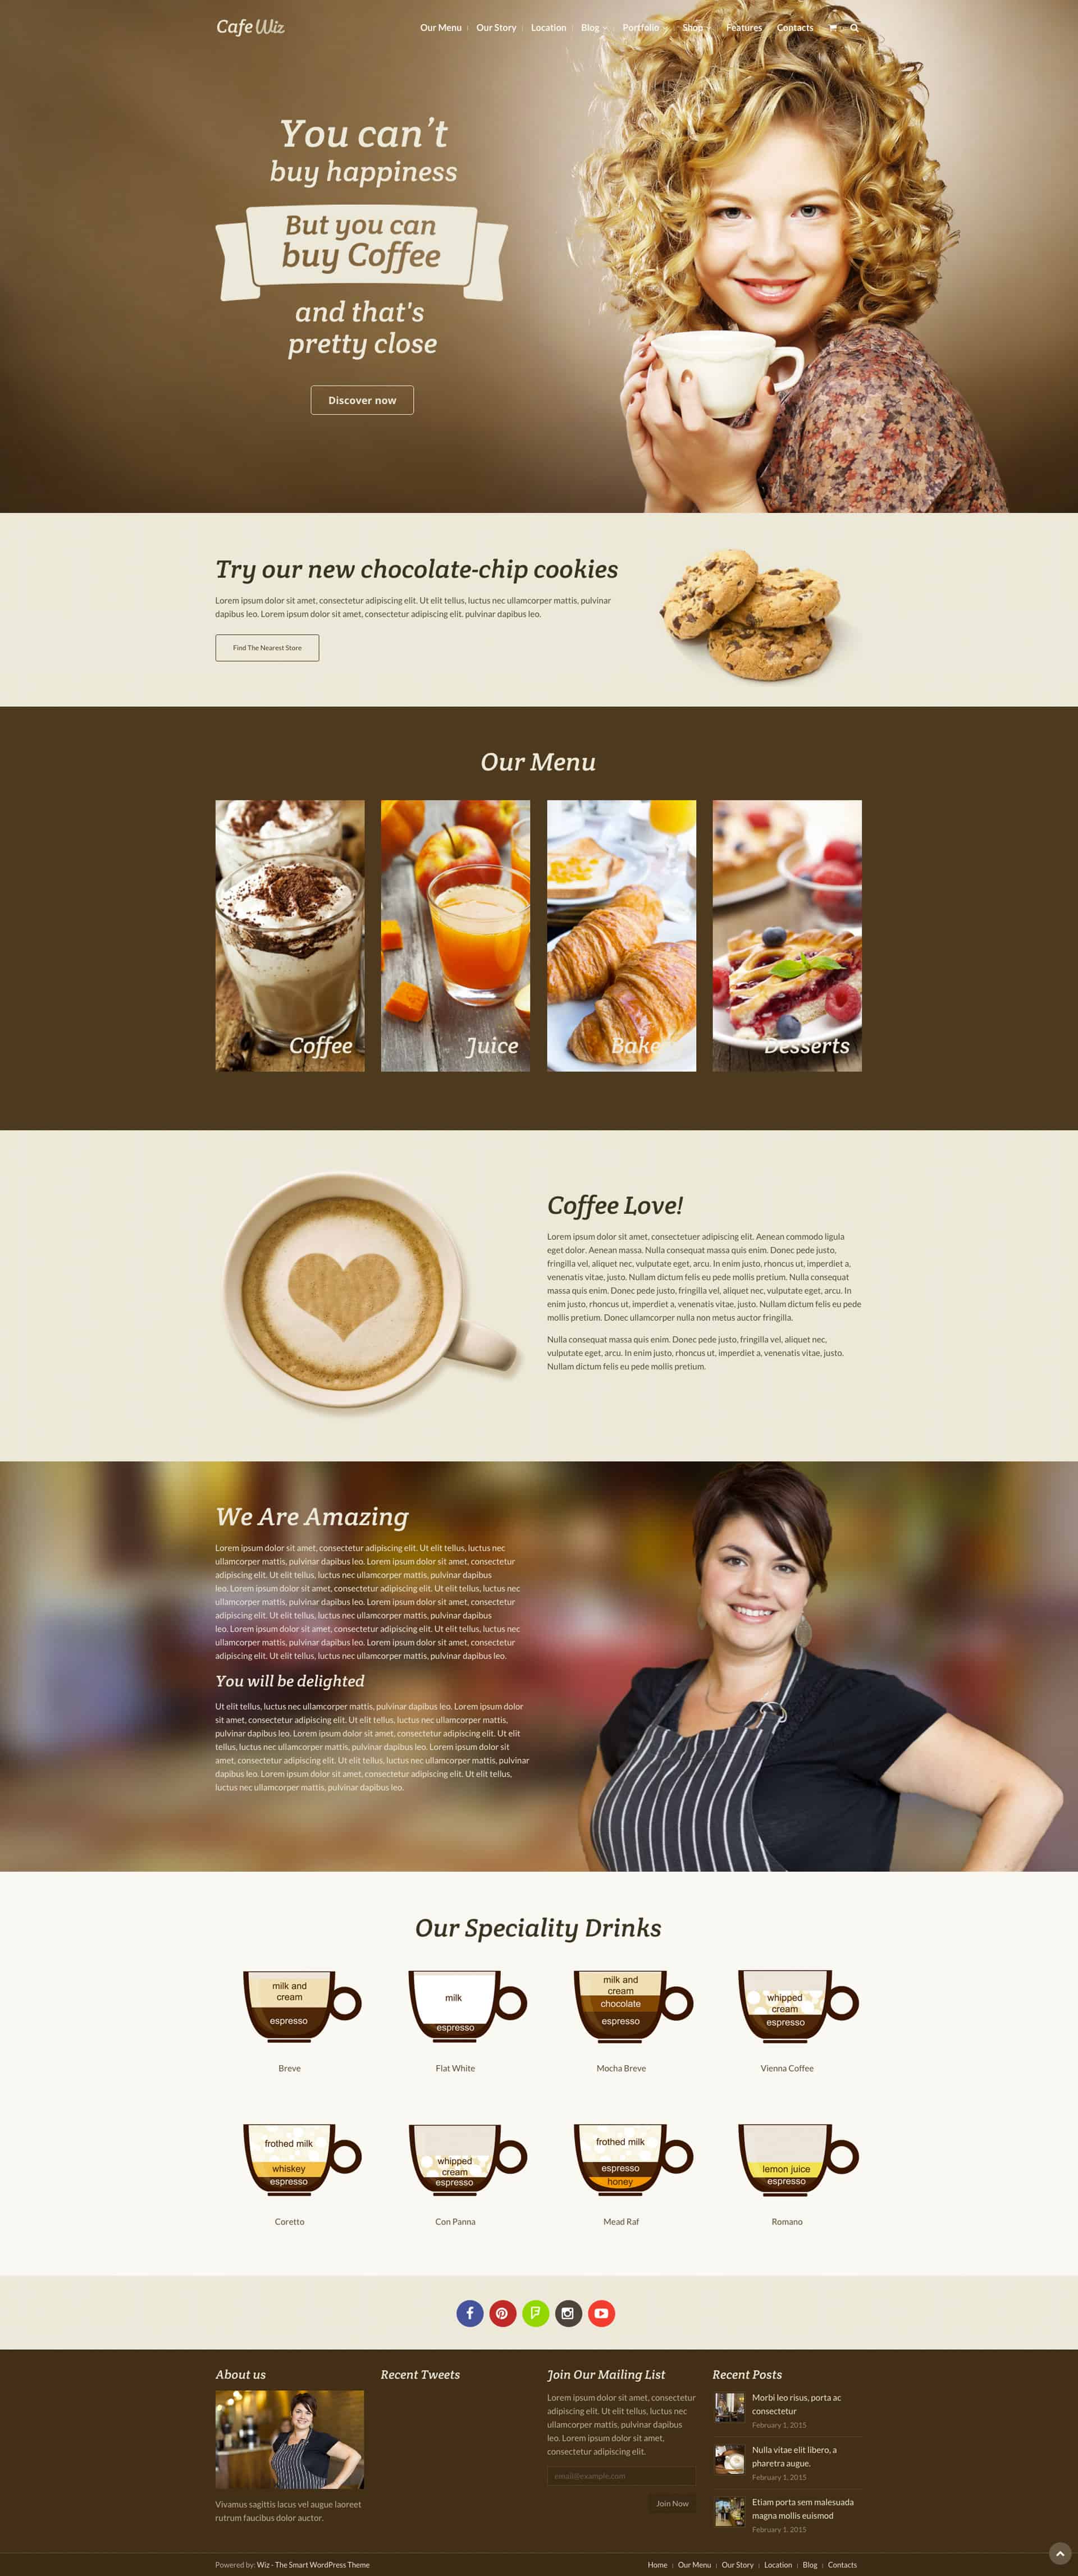 Cafe Wiz
Our Menu
Our Story
Location
Blog
Portfolio
Shop
Features
Contacts
You can't
buy happiness
But you can
buy Coffee
and that's
pretty close
Discover now
Try our new chocolate-chip cookies
Lorem ipsum dolor sit amet, consectetur adipiscing elit. Ut elit tellus, luctus nec ullamcorper mattis, pulvinar
dapibus leo. Lorem ipsum dolor sit amet, consectetur adipiscing elit. pulvinar dapibus leo.
Find The Nearest Store
Our Menu
Coffee
Juice
Bake
Desserts
Coffee Love!
Lorem ipsum dolor sit amet, consectetuer adipiscing elit. Aenean commodo ligula
eget dolor. Aenean massa. Nulla consequat massa quis enim. Donec pede justo,
fringilla vel, aliquet nec, vulputate eget, arcu. In enim justo, rhoncus ut, imperdiet a,
venenatis vitae, justo. Nullam dictum felis eu pede mollis pretium. Nulla consequat
massa quis enim. Donec pede justo, fringilla vel, aliquet nec, vulputate eget, arcu. In
enim justo, rhoncus ut, imperdiet a, venenatis vitae, justo. Nullam dictum felis eu pede
mollis pretium. Donec ullamcorper nulla non metus auctor fringilla.
Nulla consequat massa quis enim. Donec pede justo, fringilla vel, aliquet nec,
vulputate eget, arcu. In enim justo, rhoncus ut, imperdiet a, venenatis vitae, justo.
Nullam dictum felis eu pede mollis pretium.
We Are Amazing
Lorem ipsum dolor sit amet, consectetur adipiscing elit. Ut elit tellus, luctus nec
ullamcorper mattis, pulvinar dapibus leo. Lorem ipsum dolor sit amet, consectetur
adipiscing elit. Ut elit tellus, luctus nec ullamcorper mattis, pulvinar dapibus
leo. Lorem ipsum dolor sit amet, consectetur adipiscing elit. Ut elit tellus, luctus nec
ullamcorper mattis, pulvinar dapibus leo. Lorem ipsum dolor sit amet, consectetur
adipiscing elit. Ut elit tellus, luctus nec ullamcorper mattis, pulvinar dapibus
leo. Lorem ipsum dolor sit amet, consectetur adipiscing elit. Ut elit tellus, luctus nec
ullamcorper mattis, pulvinar dapibus leo. Lorem ipsum dolor sit amet, consectetur
adipiscing elit. Ut elit tellus, luctus nec ullamcorper mattis, pulvinar dapibus leo.
You will be delighted
Ut elit tellus, luctus nec ullamcorper mattis, pulvinar dapibus leo. Lorem ipsum dolor
sit amet, consectetur adipiscing elit. Ut elit tellus, luctus nec ullamcorper mattis,
pulvinar dapibus leo. Lorem ipsum dolor sit amet, consectetur adipiscing elit. Ut elit
tellus, luctus nec ullamcorper mattis, pulvinar dapibus leo. Lorem ipsum dolor sit
amet, consectetur adipiscing elit. Ut elit tellus, luctus nec ullamcorper mattis, pulvinar
dapibus leo. Lorem ipsum dolor sit amet, consectetur adipiscing elit. Ut elit tellus,
luctus nec ullamcorper mattis, pulvinar dapibus leo.
Our Speciality Drinks
milk and
cream
espresso
Breve
milk
espresso
Flat White
milk and
cream
chocolate
espresso
Mocha Breve
whipped
cream
espresso
Vienna Coffee
frothed milk
whiskey
espresso
Coretto
whipped
cream
espresso
Con Panna
frothed milk
espresso
honey
Mead Raf
lemon juice
espresso
Romano
About us
Vivamus sagittis lacus vel augue laoreet
rutrum faucibus dolor auctor.
Recent Tweets
Join Our Mailing List
Lorem ipsum dolor sit amet, consectetur
adipiscing elit. Ut elit tellus, luctus nec
ullamcorper mattis, pulvinar dapibus
leo. Lorem ipsum dolor sit amet,
consectetur adipiscing elit.
email@example.com
Join Now
Recent Posts
Morbi leo risus, porta ac
consectetur
February 1, 2015
Nulla vitae elit libero, a
pharetra augue.
February 1, 2015
Etiam porta sem malesuada
magna mollis euismod
February 1, 2015
Powered by: Wiz - The Smart WordPress Theme
Home
Our Menu
Our Story
Location
Blog
Contacts